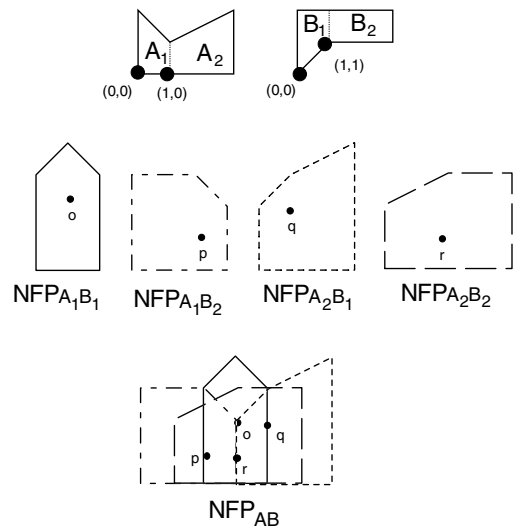 A1 A2 B1 B2
(0,0) (1,0) (0,0) (1,1)
o p q r
NFPA1B1 NFPA1B2 NFPA2B1 NFPA2B2
o q
p r
NFPAB